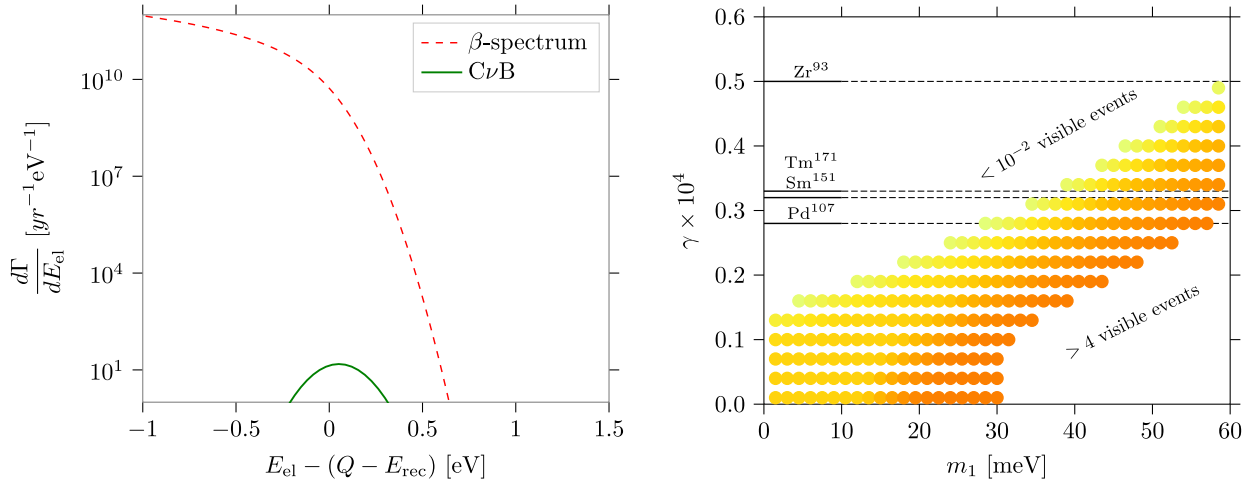 β-spectrum
CνB
10^10
10^7
10^4
10^1
dΓ/dE_el [yr^−1 eV^−1]
−1 −0.5 0 0.5 1 1.5
E_el − (Q − E_rec) [eV]
0.6
0.5
0.4
0.3
0.2
0.1
0.0
γ × 10^4
Zr^93
< 10^−2 visible events
Tm^171
Sm^151
Pd^107
> 4 visible events
0 10 20 30 40 50 60
m_1 [meV]